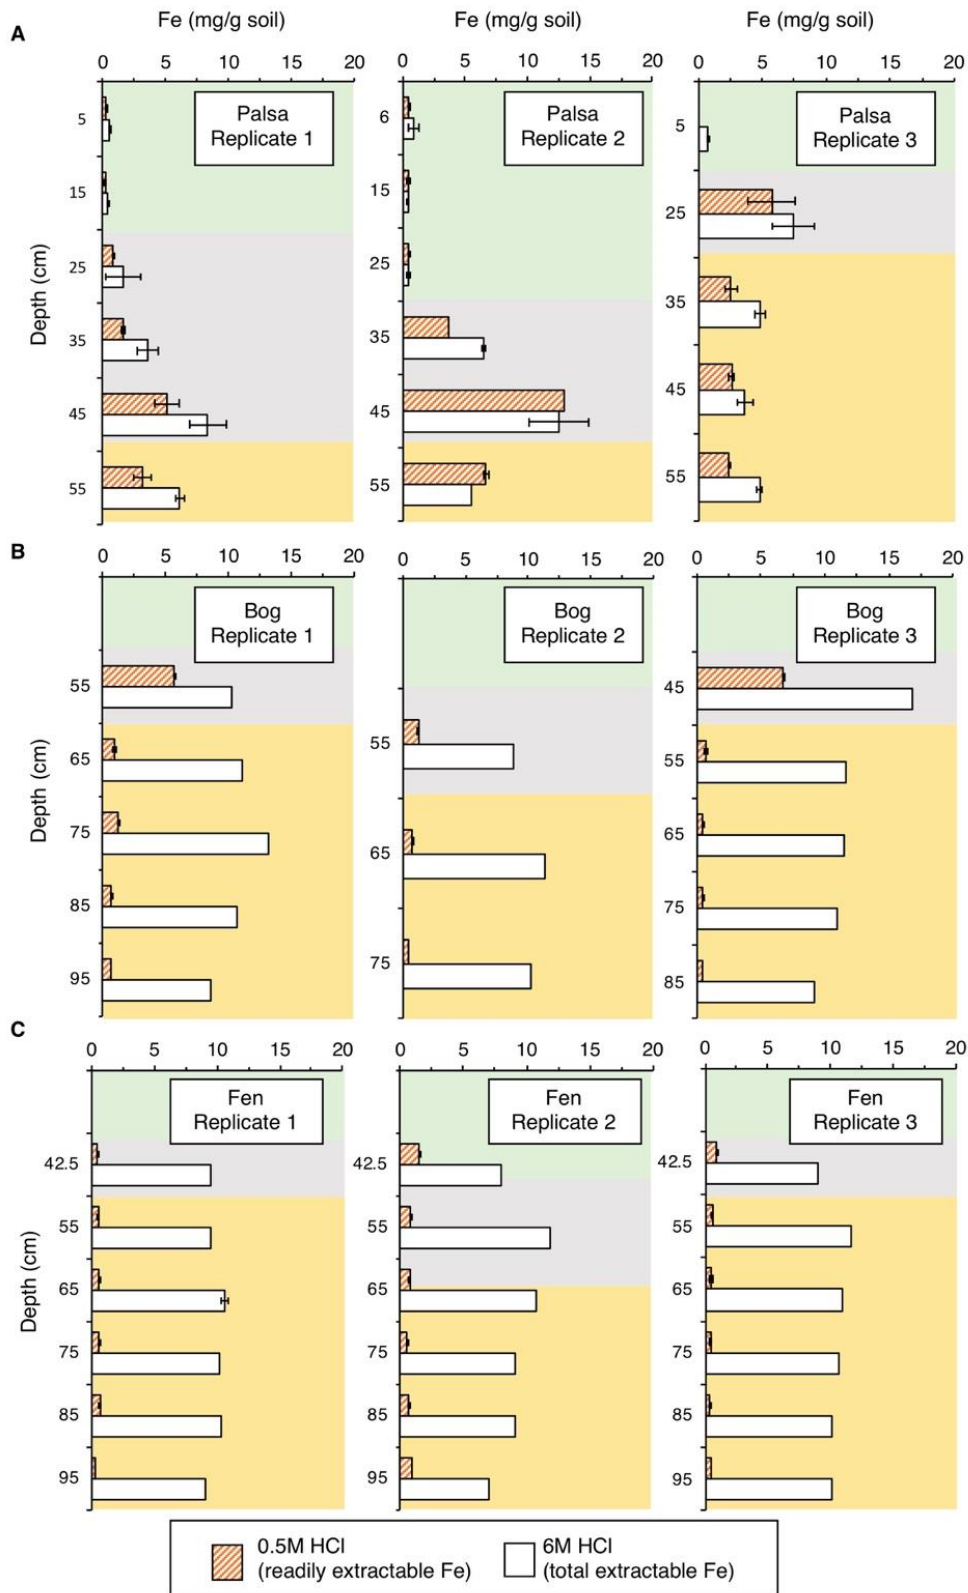 Fe (mg/g soil) Fe (mg/g soil) Fe (mg/g soil)
A
0 5 10 15 20 0 5 10 15 20 0 5 10 15 20
Palsa
Replicate 1
Palsa
Replicate 2
Palsa
Replicate 3
Depth (cm)
5
15
25
35
45
55
6
15
25
35
45
55
5
25
35
45
55
B
0 5 10 15 20 0 5 10 15 20 0 5 10 15 20
Bog
Replicate 1
Bog
Replicate 2
Bog
Replicate 3
Depth (cm)
55
65
75
85
95
55
65
75
45
55
65
75
85
C
0 5 10 15 20 0 5 10 15 20 0 5 10 15 20
Fen
Replicate 1
Fen
Replicate 2
Fen
Replicate 3
Depth (cm)
42.5
55
65
75
85
95
42.5
55
65
75
85
95
42.5
55
65
75
85
95
0.5M HCl
(readily extractable Fe)
6M HCl
(total extractable Fe)